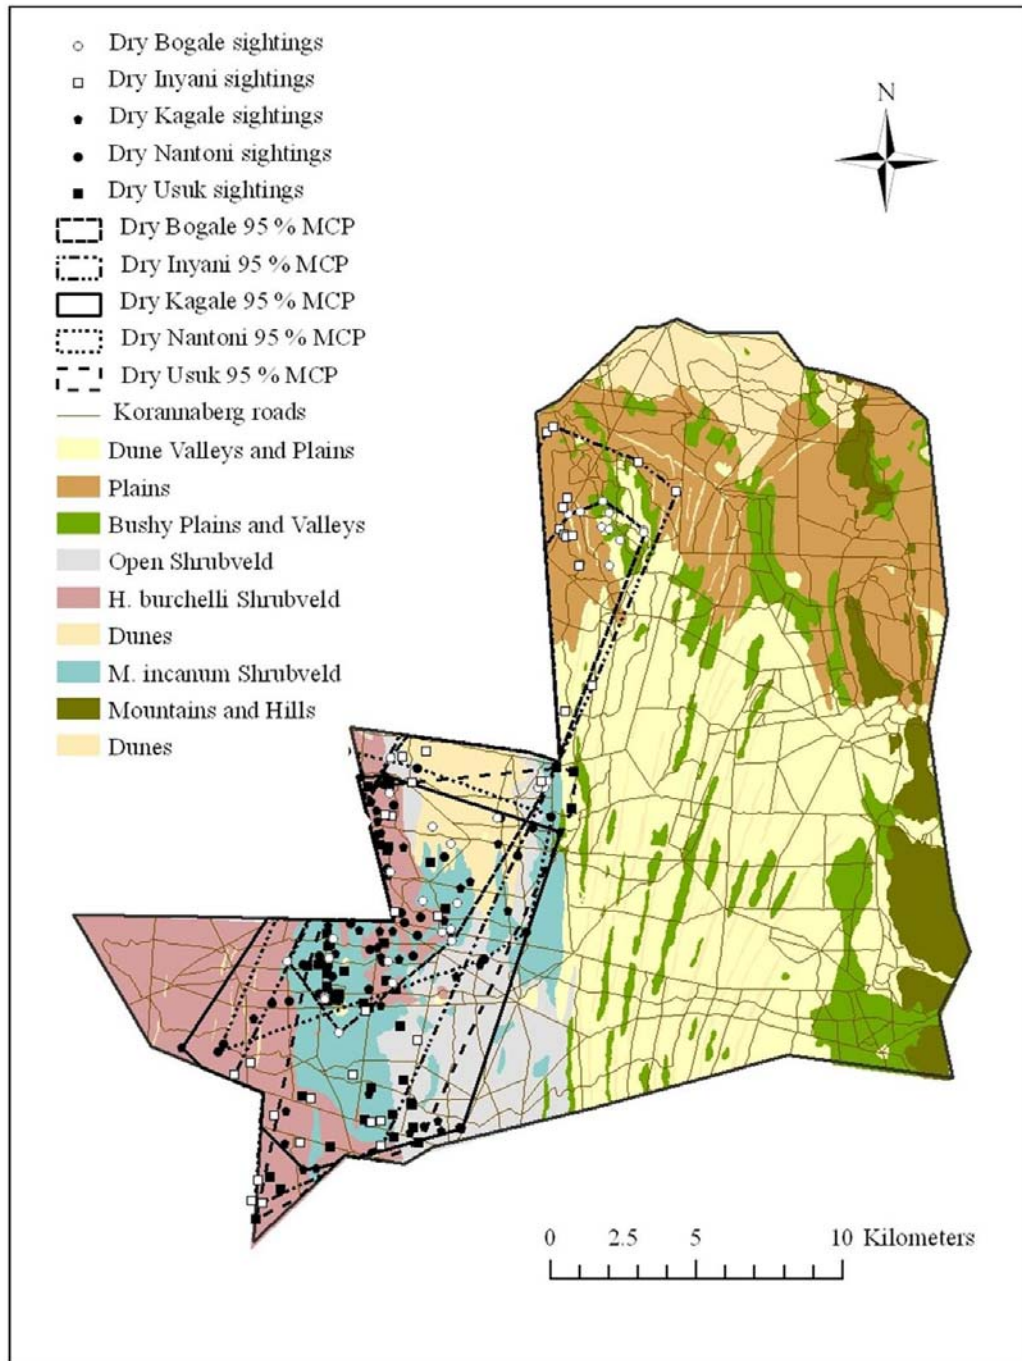 Dry Bogale sightings
Dry Inyani sightings
Dry Kagale sightings
Dry Nantoni sightings
Dry Usuk sightings
Dry Bogale 95 % MCP
Dry Inyani 95 % MCP
Dry Kagale 95 % MCP
Dry Nantoni 95 % MCP
Dry Usuk 95 % MCP
Korannaberg roads
Dune Valleys and Plains
Plains
Bushy Plains and Valleys
Open Shrubveld
H. burchelli Shrubveld
Dunes
M. incanum Shrubveld
Mountains and Hills
Dunes
N
0 2.5 5 10 Kilometers